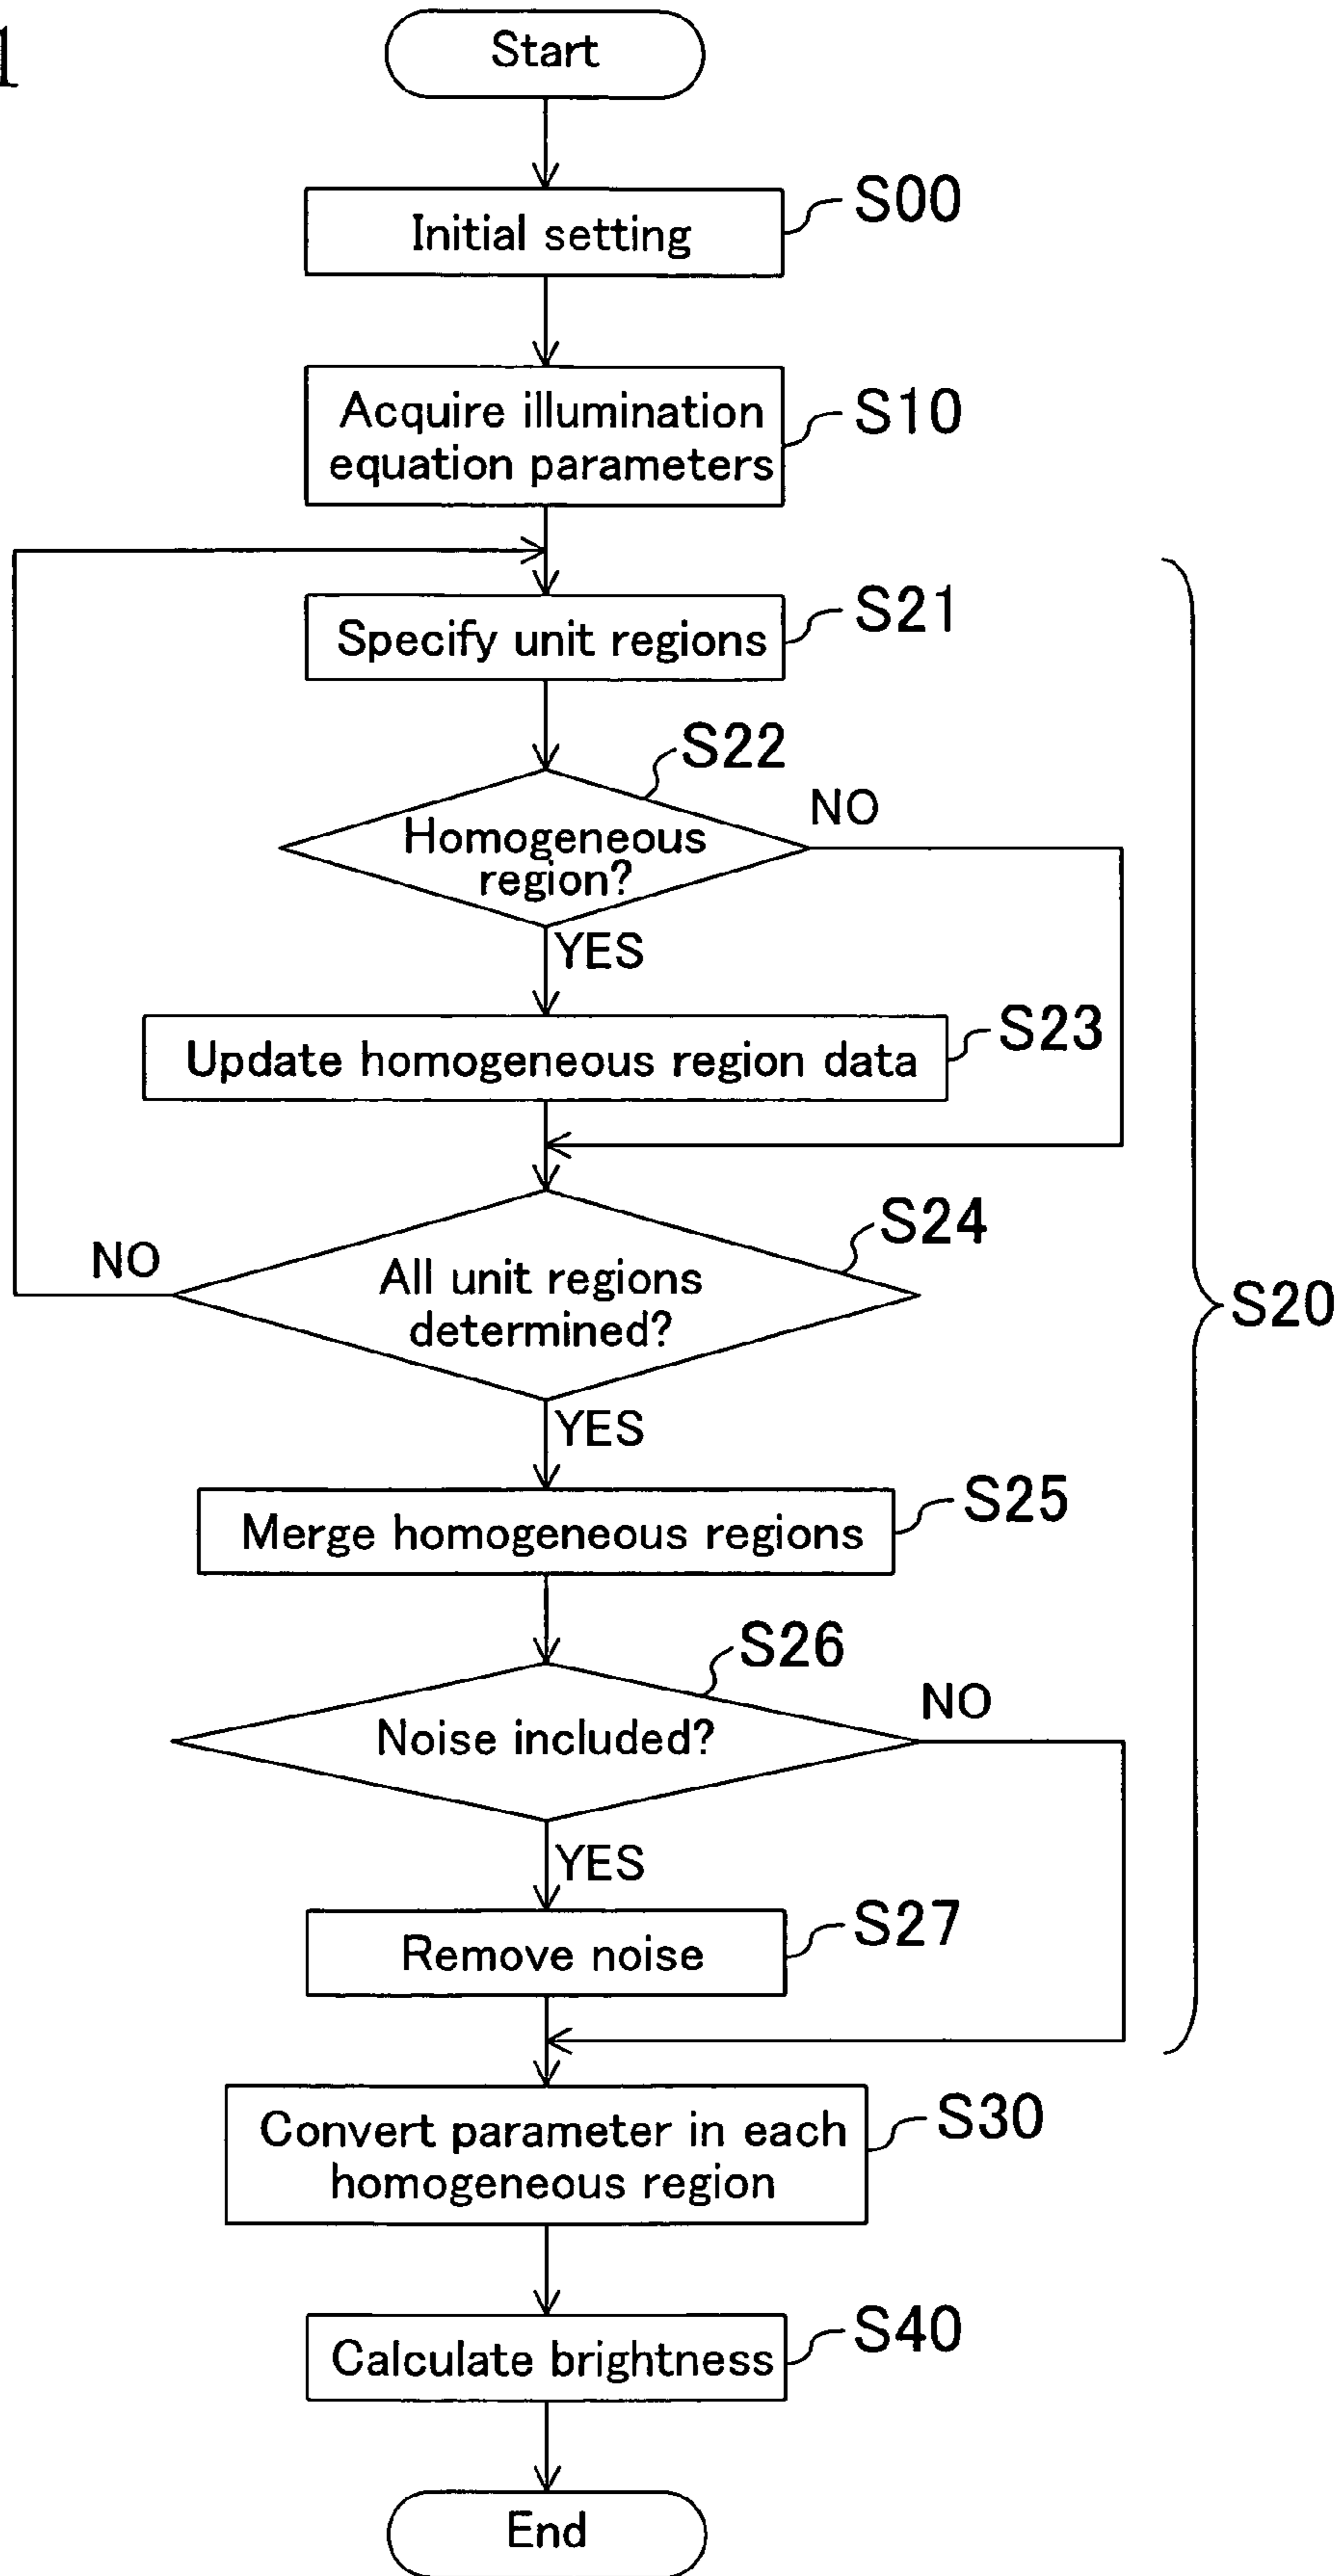 1
Start
Initial setting
S00
Acquire illumination
equation parameters
S10
Specify unit regions
S21
S22
Homogeneous
region?
NO
YES
Update homogeneous region data
S23
S24
All unit regions
determined?
NO
YES
S20
Merge homogeneous regions
S25
S26
Noise included?
NO
YES
Remove noise
S27
Convert parameter in each
homogeneous region
S30
Calculate brightness
S40
End